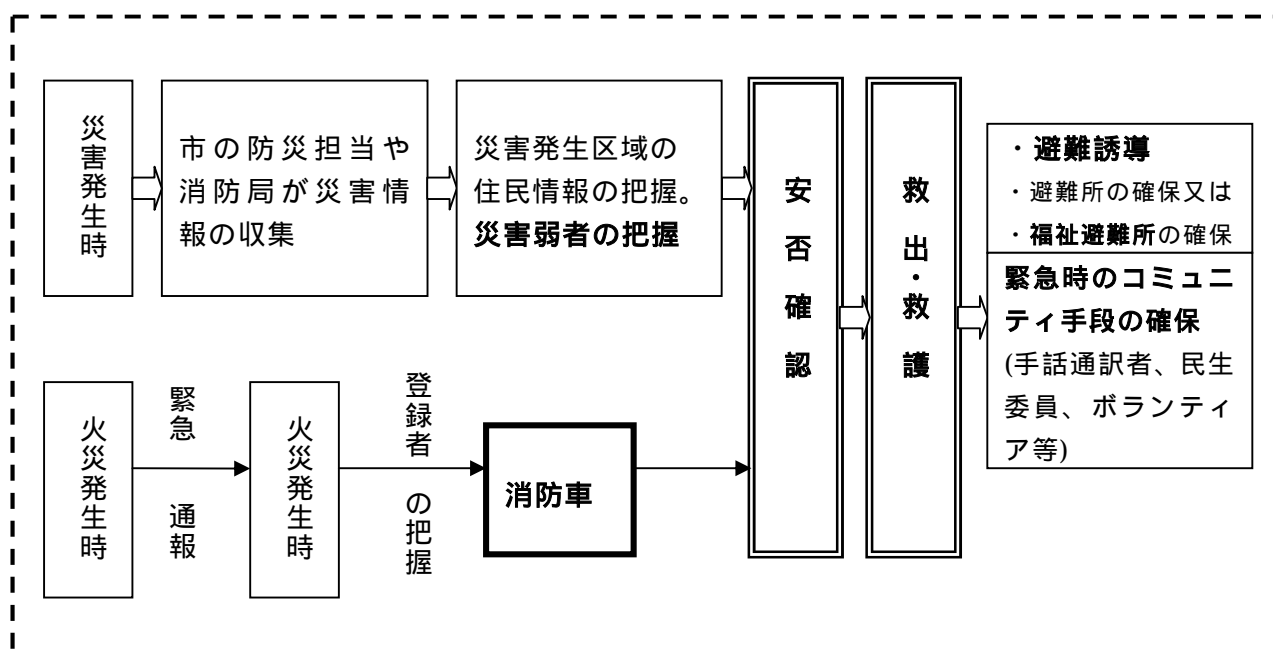 災害発生時
市の防災担当や
消防局が災害情
報の収集
災害発生区域の
住民情報の把握。
災害弱者の把握
安否確認
救出・救護
・避難誘導
・避難所の確保又は
・福祉避難所の確保
緊急時のコミュニ
ティ手段の確保
(手話通訳者、民生
委員、ボランティ
ア等)
火災発生時
緊急
通報
火災発生時
登録者
の把握
消防車